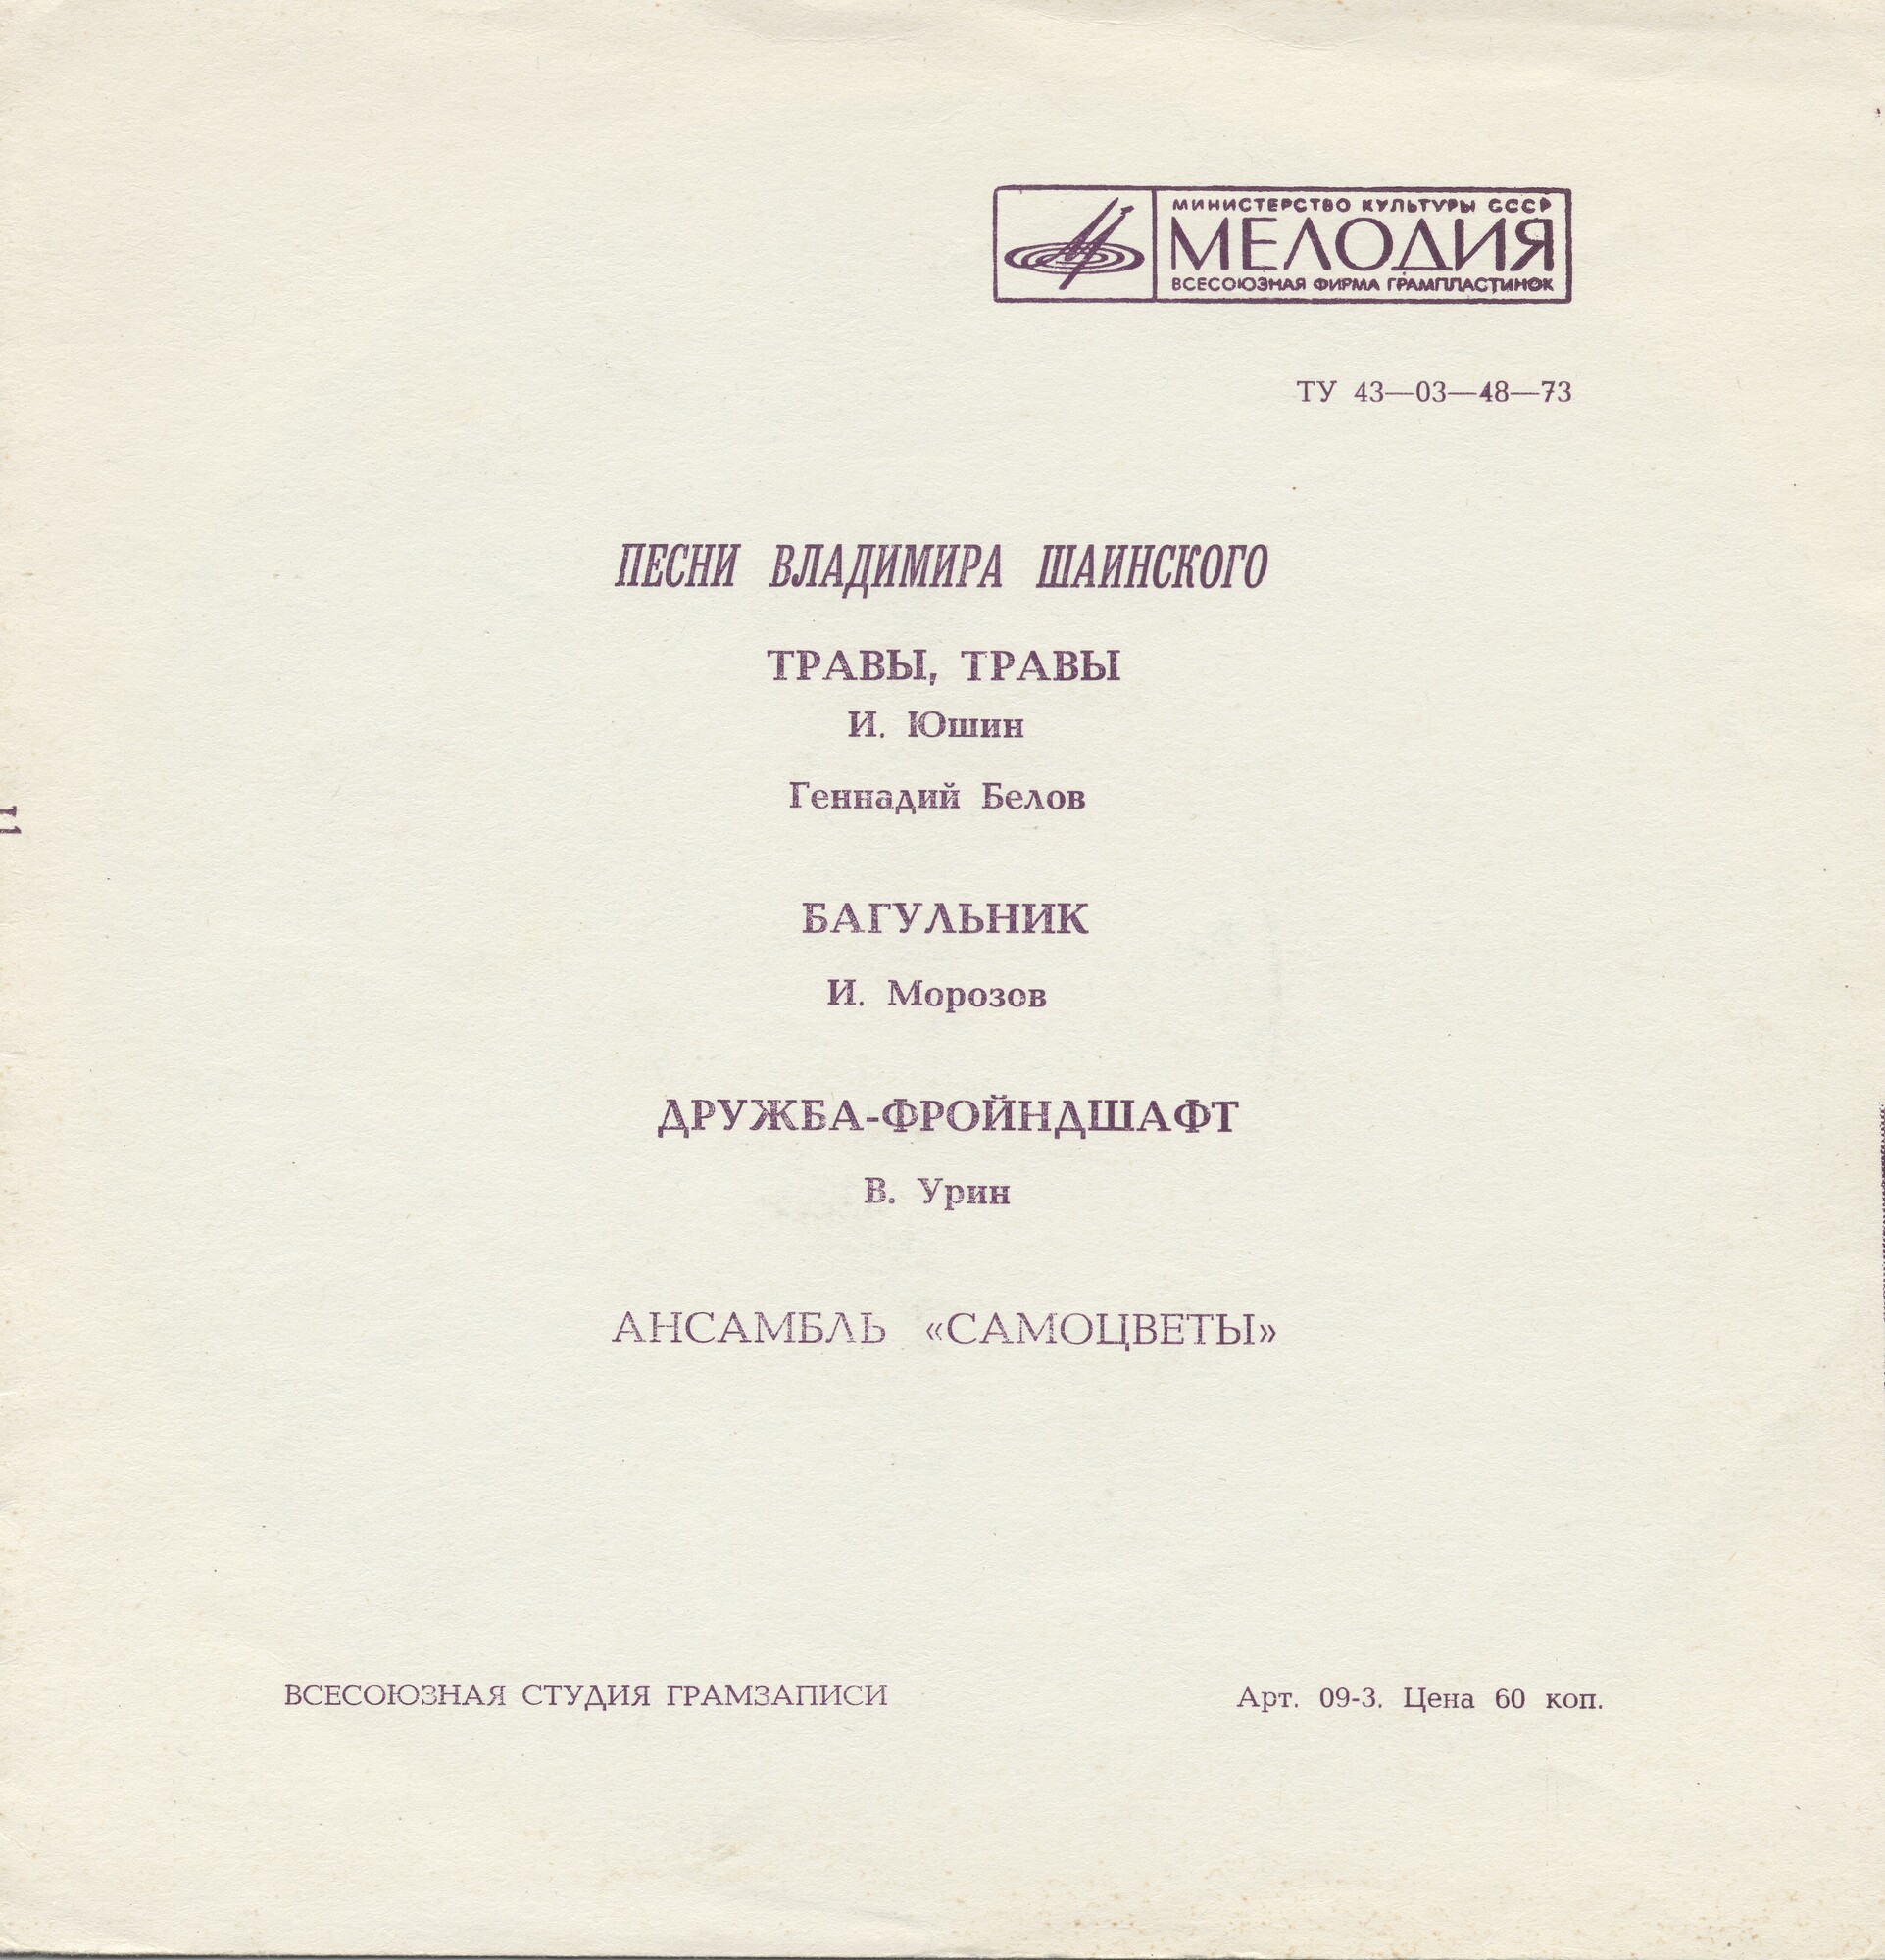 МИНИСТЕРСТВО КУЛЬТУРЫ СССР
МЕЛОДИЯ
ВСЕСОЮЗНАЯ ФИРМА ГРАМПЛАСТИНОК
ТУ 43—03—48—73
ПЕСНИ ВЛАДИМИРА ШАИНСКОГО
ТРАВЫ, ТРАВЫ
И. Юшин
Геннадий Белов
БАГУЛЬНИК
И. Морозов
ДРУЖБА-ФРОЙНДШАФТ
В. Урин
АНСАМБЛЬ «САМОЦВЕТЫ»
ВСЕСОЮЗНАЯ СТУДИЯ ГРАМЗАПИСИ
Арт. 09-3. Цена 60 коп.